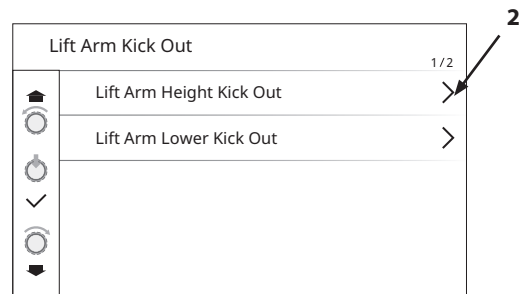 2
Lift Arm Kick Out
1/2
Lift Arm Height Kick Out
Lift Arm Lower Kick Out